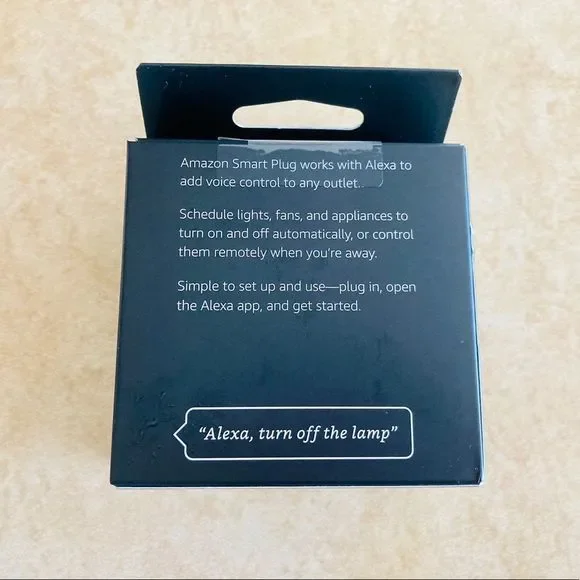 Amazon Smart Plug works with Alexa to
add voice control to any outlet.
Schedule lights, fans, and appliances to
turn on and off automatically, or control
them remotely when you're away.
Simple to set up and use—plug in, open
the Alexa app, and get started.
“Alexa, turn off the lamp”